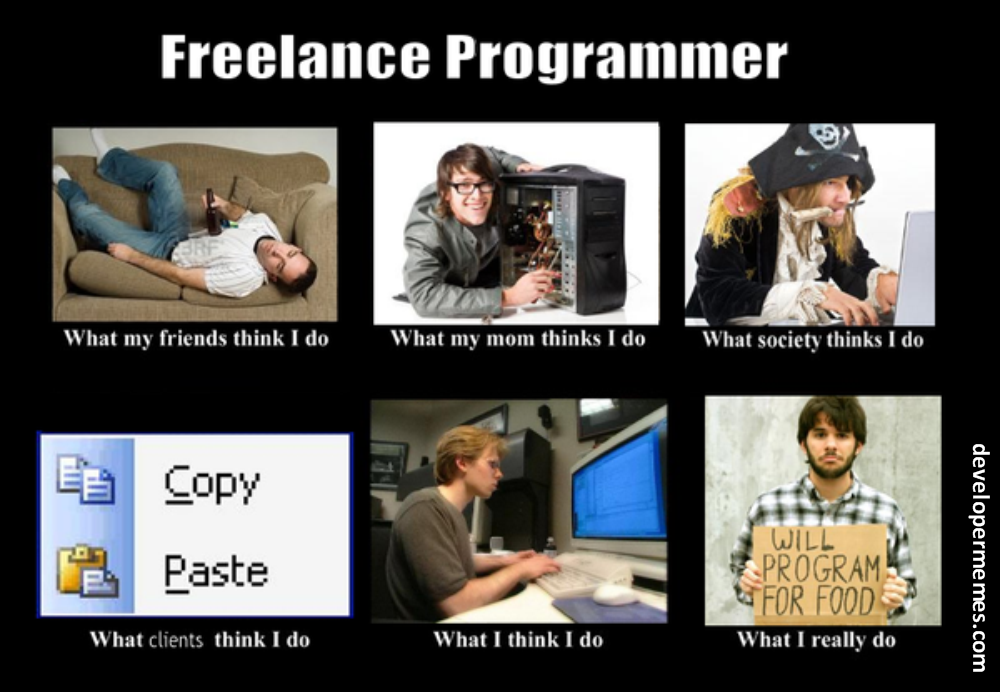 Freelance Programmer
What my friends think I do
What my mom thinks I do
What society thinks I do
Copy
Paste
WILL
PROGRAM
FOR FOOD
What clients think I do
What I think I do
What I really do
developermemes.com